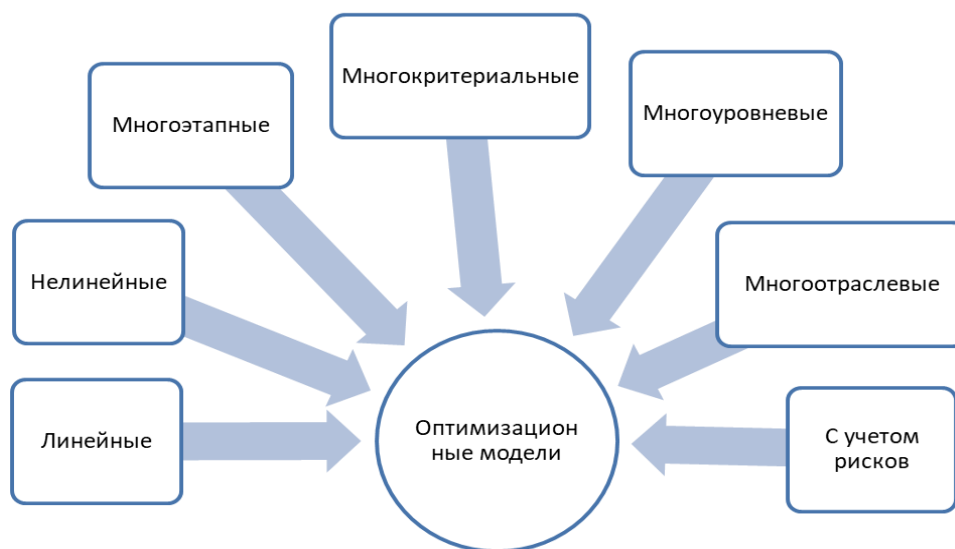 Многокритериальные
Многоэтапные
Многоуровневые
Нелинейные
Многоотраслевые
Линейные
Оптимизацион
ные модели
С учетом
рисков